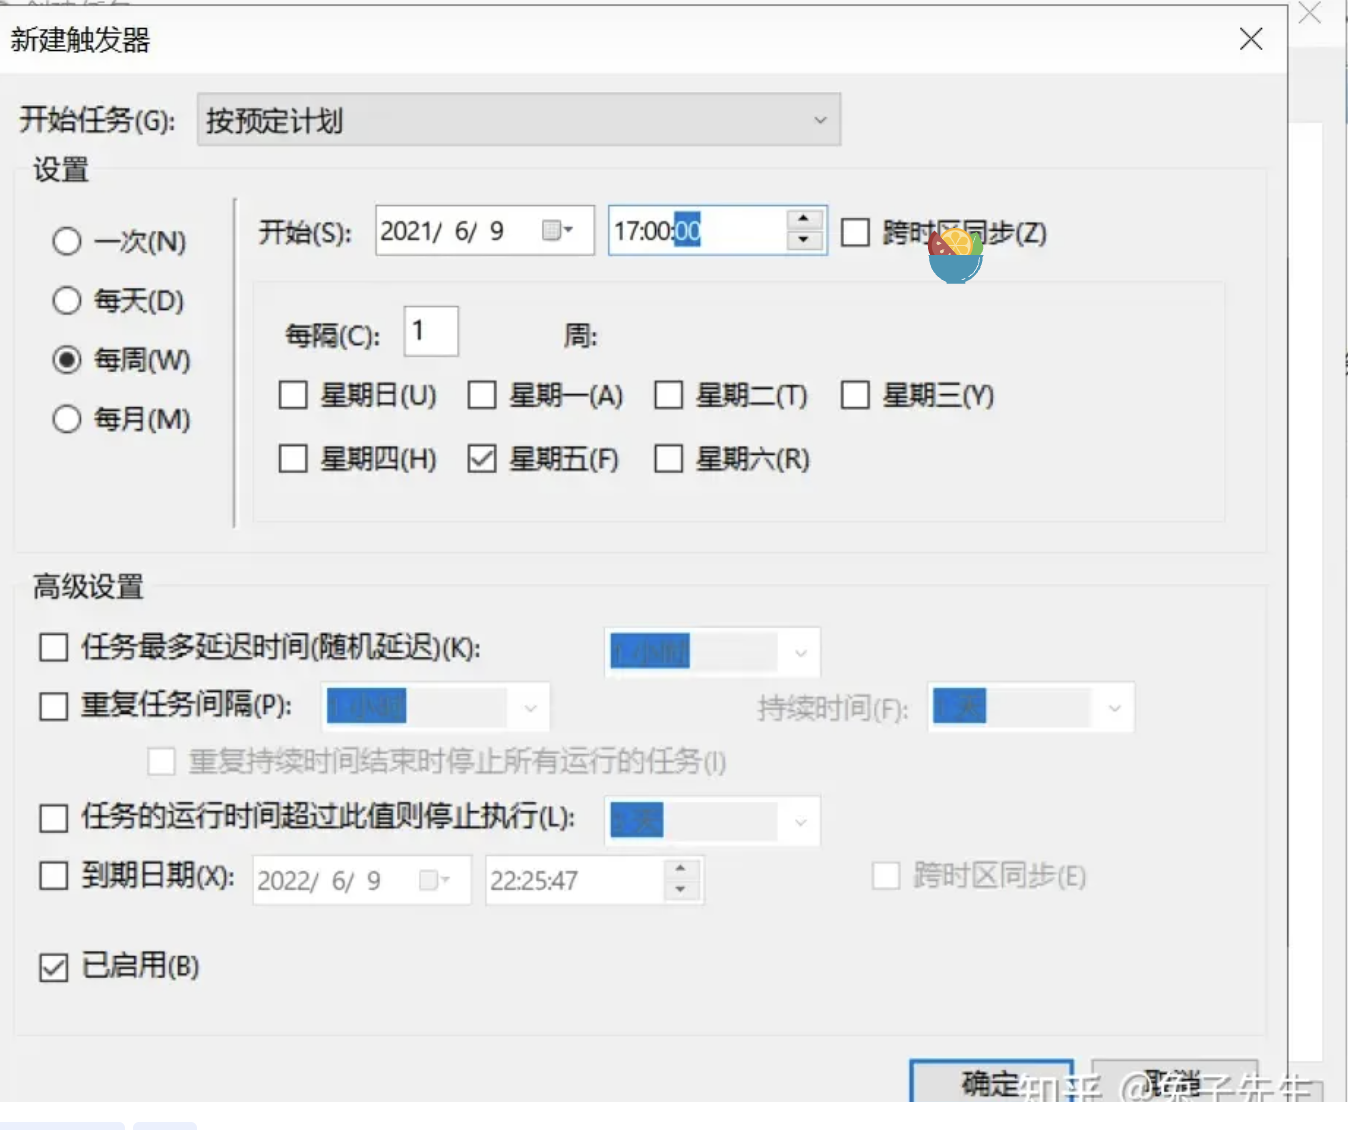 新建触发器
开始任务(G): 按预定计划
设置
一次(N)
每天(D)
每周(W)
每月(M)
开始(S): 2021/ 6/ 9 17:00:00 跨时区同步(Z)
每隔(C): 1 周:
星期日(U) 星期一(A) 星期二(T) 星期三(Y)
星期四(H) 星期五(F) 星期六(R)
高级设置
任务最多延迟时间(随机延迟)(K): 1 小时
重复任务间隔(P): 1 小时 持续时间(F): 1 天
重复持续时间结束时停止所有运行的任务(I)
任务的运行时间超过此值则停止执行(L): 天
到期日期(X): 2022/ 6/ 9 22:25:47 跨时区同步(E)
已启用(B)
确定 取消
知乎 @兔子先生